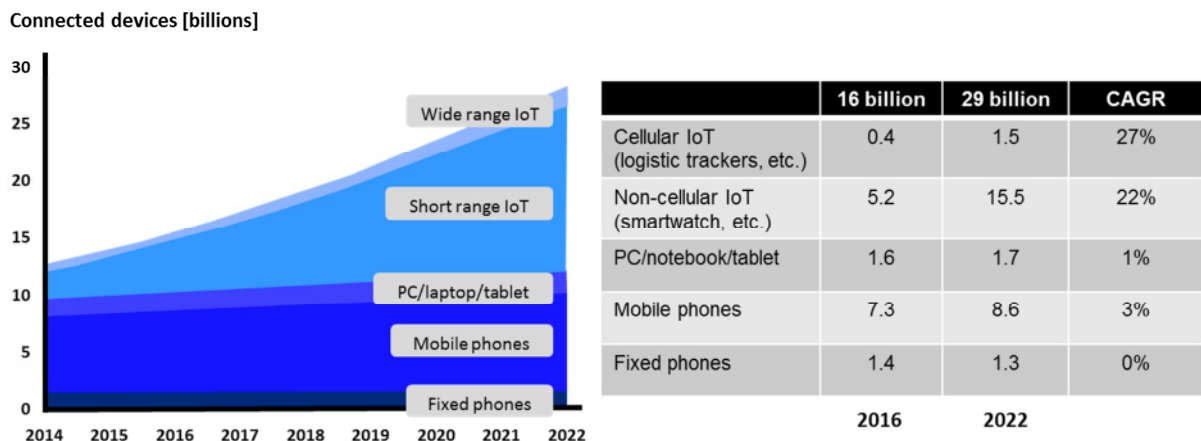 Connected devices [billions]
30
25
20
15
10
5
0
Wide range IoT
Short range IoT
PC/laptop/tablet
Mobile phones
Fixed phones
2014 2015 2016 2017 2018 2019 2020 2021 2022
16 billion 29 billion CAGR
Cellular IoT
(logistic trackers, etc.) 0.4 1.5 27%
Non-cellular IoT
(smartwatch, etc.) 5.2 15.5 22%
PC/notebook/tablet 1.6 1.7 1%
Mobile phones 7.3 8.6 3%
Fixed phones 1.4 1.3 0%
2016 2022